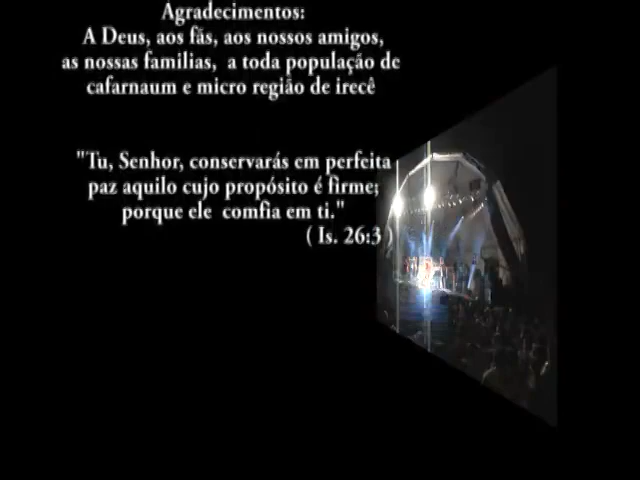 Agradecimentos:
A Deus, aos fãs, aos nossos amigos,
as nossas familias, a toda população de
cafarnaum e micro região de irecê
"Tu, Senhor, conservarás em perfeita
paz aquilo cujo propósito é firme;
porque ele comfia em ti."
( Is. 26:3 )